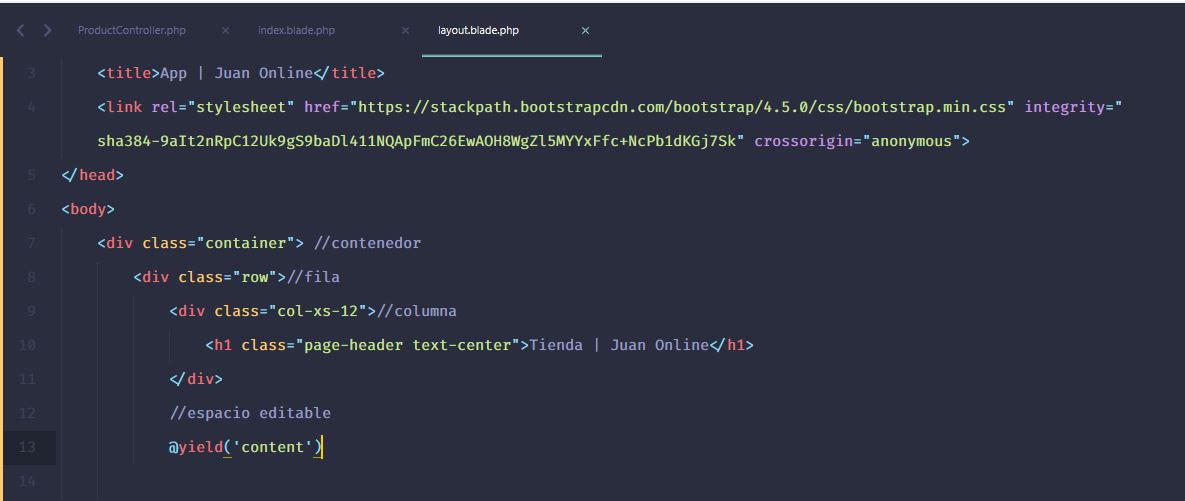 ProductController.php × index.blade.php × layout.blade.php ×
3 <title>App | Juan Online</title>
4 <link rel="stylesheet" href="https://stackpath.bootstrapcdn.com/bootstrap/4.5.0/css/bootstrap.min.css" integrity="
sha384-9aIt2nRpC12Uk9gS9baDl411NQApFmC26EwAOH8WgZl5MYYxFfc+NcPb1dKGj7Sk" crossorigin="anonymous">
5 </head>
6 <body>
7 <div class="container"> //contenedor
8 <div class="row">//fila
9 <div class="col-xs-12">//columna
10 <h1 class="page-header text-center">Tienda | Juan Online</h1>
11 </div>
12 //espacio editable
13 @yield('content')
14